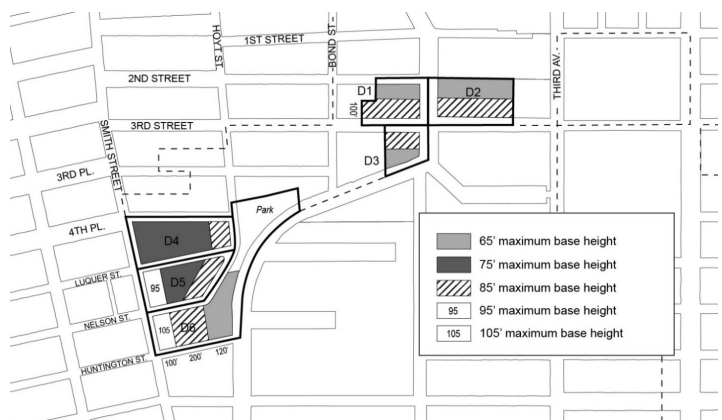 1ST STREET
HOYT ST.
BOND ST.
2ND STREET
D1
D2
THIRD AV.
100'
3RD STREET
SMITH STREET
D3
3RD PL.
Park
4TH PL.
D4
65' maximum base height
75' maximum base height
LUQUER ST.
95
D5
85' maximum base height
95
95' maximum base height
NELSON ST.
105
D6
105
105' maximum base height
HUNTINGTON ST.
100'
200'
120'